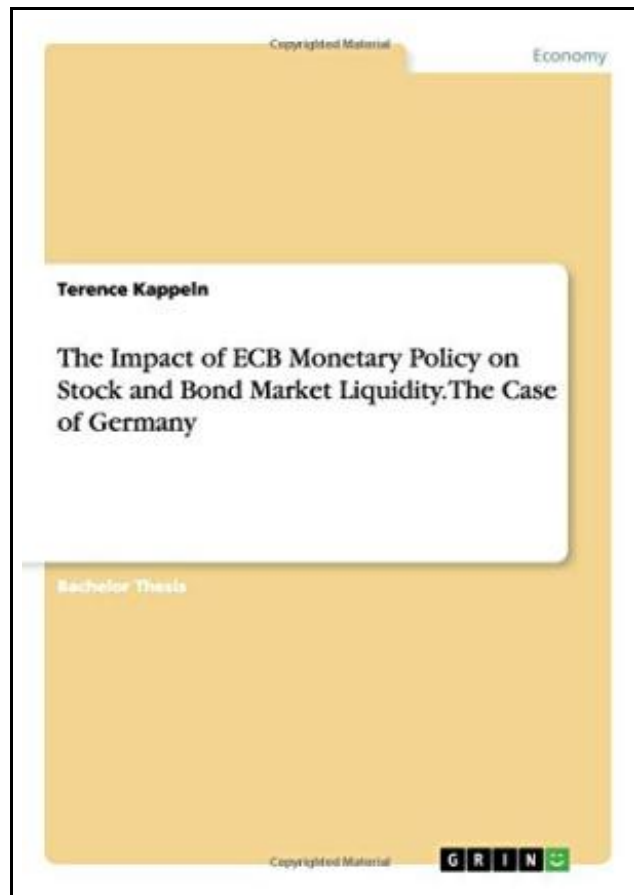 Copyrighted Material
Economy
Terence Kappeln
The Impact of ECB Monetary Policy on
Stock and Bond Market Liquidity.The Case
of Germany
Bachelor Thesis
Copyrighted Material
GRIN